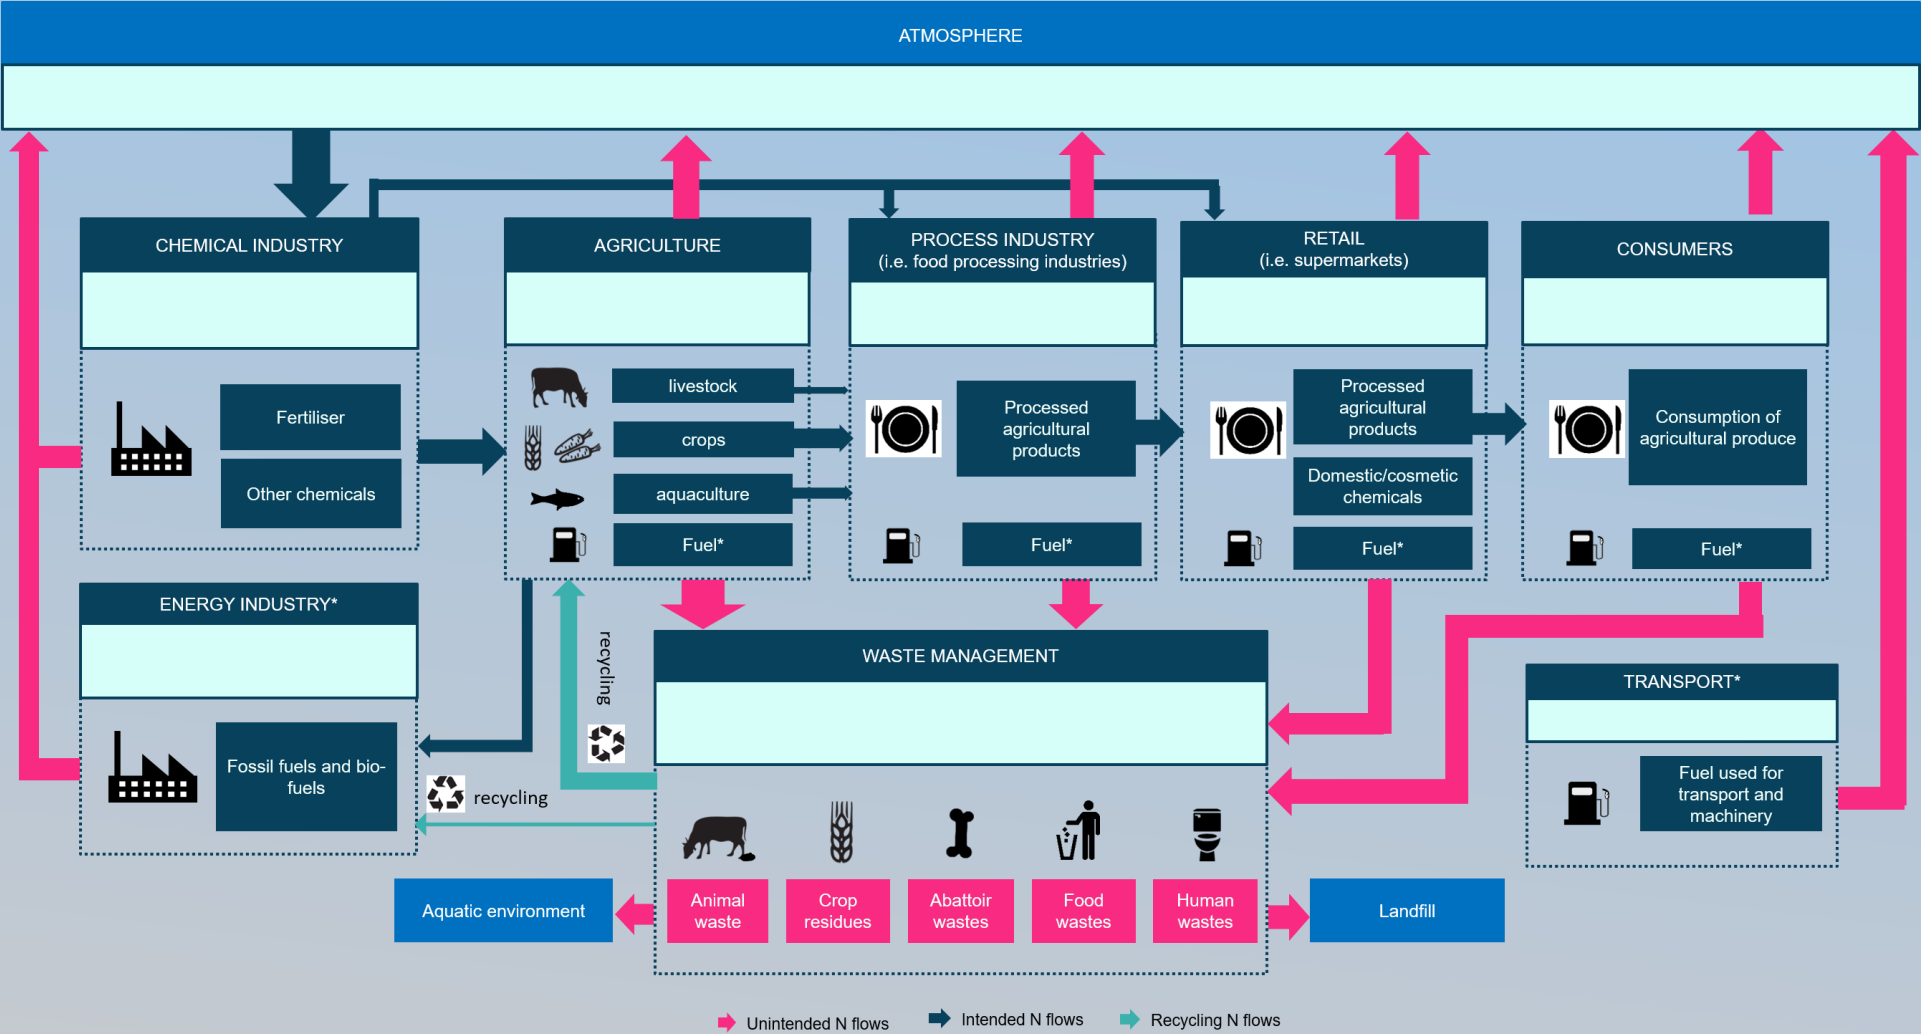 ATMOSPHERE
CHEMICAL INDUSTRY
Fertiliser
Other chemicals
AGRICULTURE
livestock
crops
aquaculture
Fuel*
PROCESS INDUSTRY
(i.e. food processing industries)
Processed
agricultural
products
Fuel*
RETAIL
(i.e. supermarkets)
Processed
agricultural
products
Domestic/cosmetic
chemicals
Fuel*
CONSUMERS
Consumption of
agricultural produce
Fuel*
ENERGY INDUSTRY*
Fossil fuels and bio-
fuels
recycling
recycling
WASTE MANAGEMENT
Animal
waste
Crop
residues
Abattoir
wastes
Food
wastes
Human
wastes
TRANSPORT*
Fuel used for
transport and
machinery
Aquatic environment
Landfill
Unintended N flows
Intended N flows
Recycling N flows